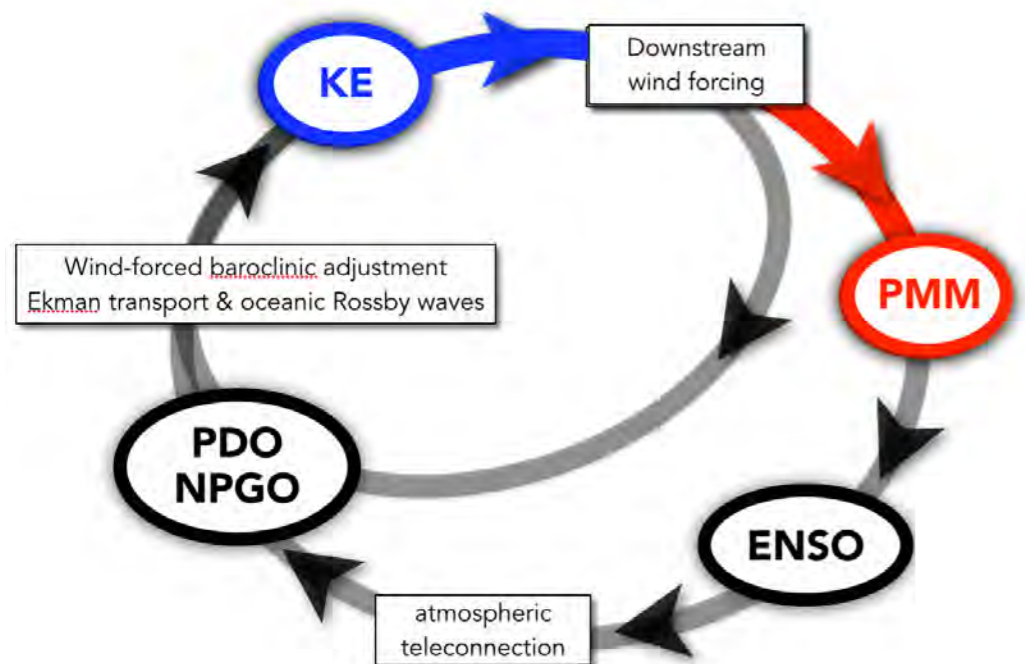 KE
Downstream
wind forcing
Wind-forced baroclinic adjustment
Ekman transport & oceanic Rossby waves
PMM
PDO
NPGO
ENSO
atmospheric
teleconnection